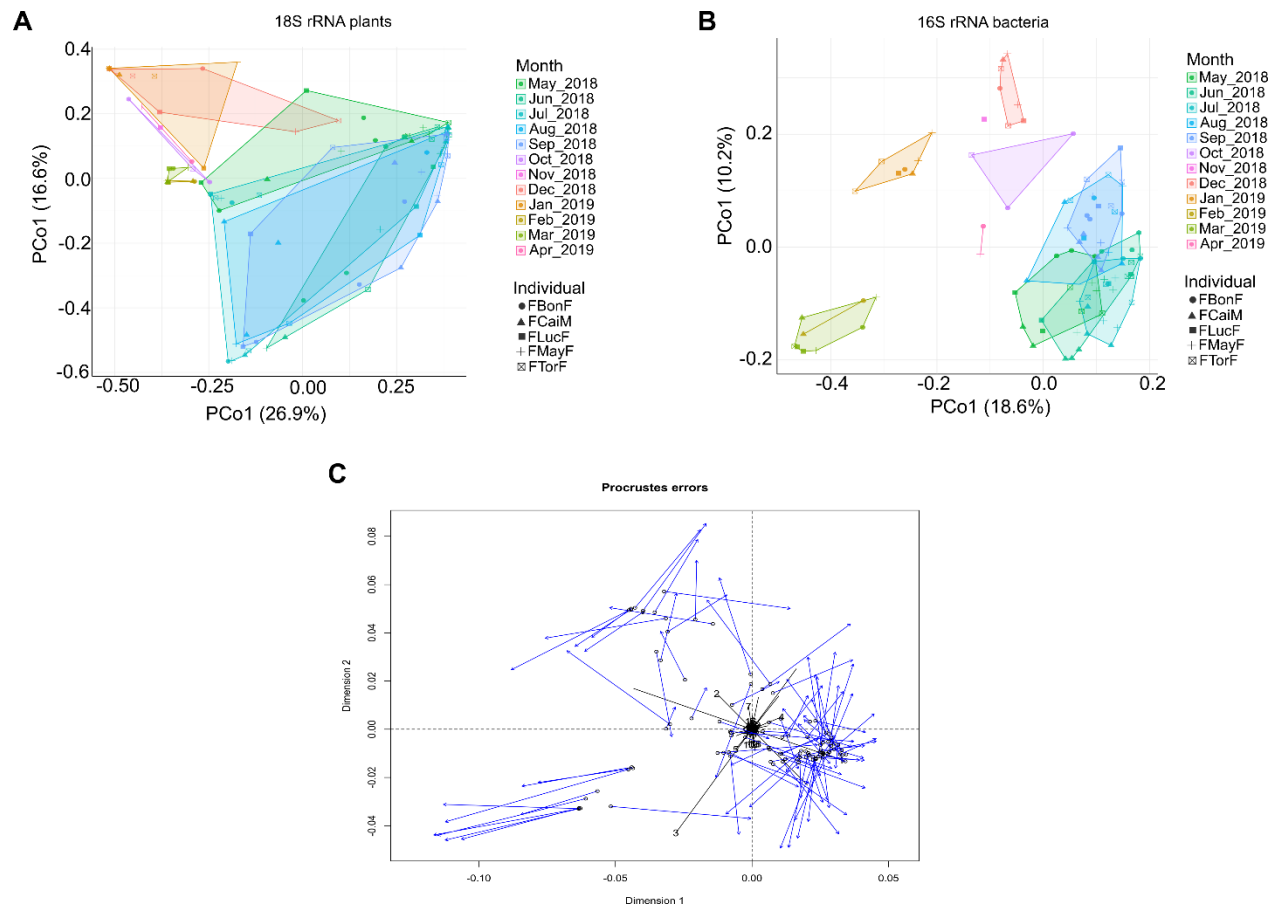 A
18S rRNA plants
0.4
0.2
0.0
-0.2
-0.4
-0.6
-0.50
-0.25
0.00
0.25
PCo1 (16.6%)
PCo1 (26.9%)
Month
May_2018
Jun_2018
Jul_2018
Aug_2018
Sep_2018
Oct_2018
Nov_2018
Dec_2018
Jan_2019
Feb_2019
Mar_2019
Apr_2019
Individual
FBonF
FCaiM
FLucF
FMayF
FTorF
B
16S rRNA bacteria
0.2
0.0
-0.2
-0.4
-0.2
0.0
0.2
PCo1 (10.2%)
PCo1 (18.6%)
Month
May_2018
Jun_2018
Jul_2018
Aug_2018
Sep_2018
Oct_2018
Nov_2018
Dec_2018
Jan_2019
Feb_2019
Mar_2019
Apr_2019
Individual
FBonF
FCaiM
FLucF
FMayF
FTorF
C
Procrustes errors
0.08
0.06
0.04
0.02
0.00
-0.02
-0.04
-0.10
-0.05
0.00
0.05
Dimension 2
Dimension 1
2
7
3